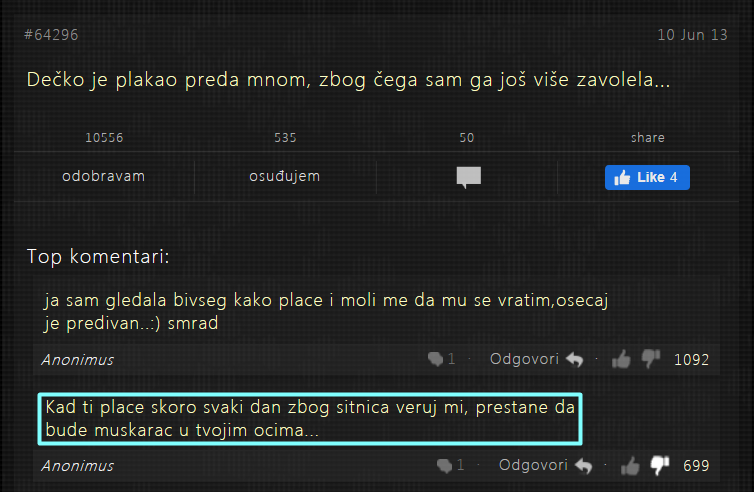 #64296 10 Jun 13
Dečko je plakao preda mnom, zbog čega sam ga još više zavolela...
10556 535 50 share
odobravam osuđujem Like 4
Top komentari:
ja sam gledala bivseg kako place i moli me da mu se vratim,osecaj
je predivan..:) smrad
Anonimus 1 · Odgovori · 1092
Kad ti place skoro svaki dan zbog sitnica veruj mi, prestane da
bude muskarac u tvojim ocima...
Anonimus 1 · Odgovori · 699